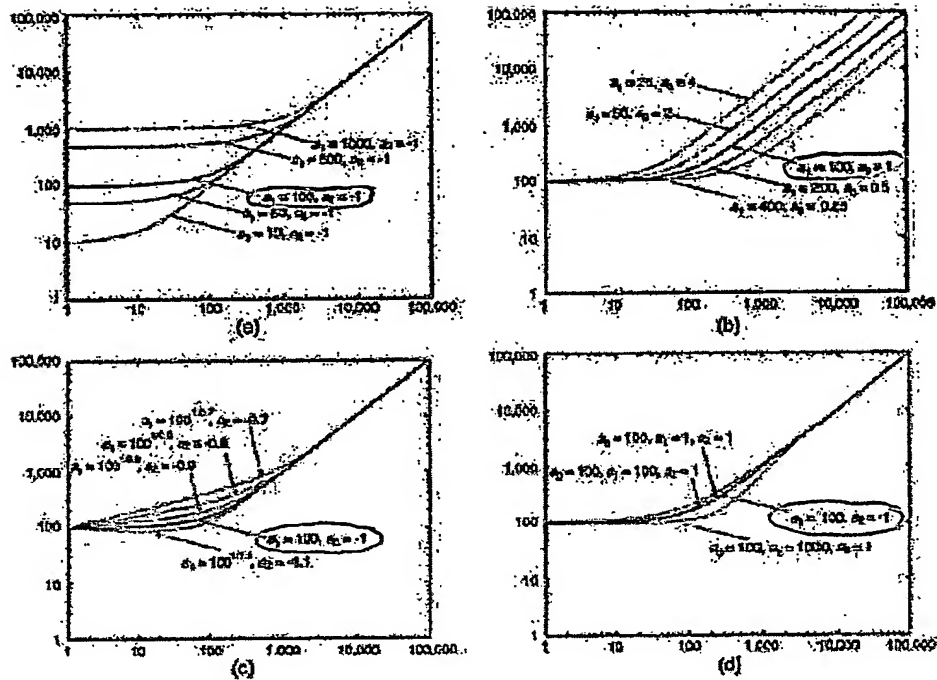 100,000
10,000
1,000
100
10
1
a₁ = 1000, a₂ = -1
a₁ = 500, a₂ = -1
a₁ = 100, a₂ = -1
a₁ = 50, a₂ = -1
a₁ = 10, a₂ = -1
1 10 100 1,000 10,000 100,000
(a)
100,000
10,000
1,000
100
10
1
a₁ = 25, a₂ = 4
a₁ = 50, a₂ = 2
a₁ = 100, a₂ = 1
a₁ = 200, a₂ = 0.5
a₁ = 400, a₂ = 0.25
1 10 100 1,000 10,000 100,000
(b)
100,000
10,000
1,000
100
10
1
a₂ = -0.7
a₂ = -0.8
a₂ = -0.9
a₁ = 100, a₂ = -1
a₂ = -1.1
1 10 100 1,000 10,000 100,000
(c)
100,000
10,000
1,000
100
10
1
= 100, = 1, = 1
= 100, = 100, = 1
a₁ = 100, a₂ = -1
= 100, = 1000, = 1
1 10 100 1,000 10,000 100,000
(d)